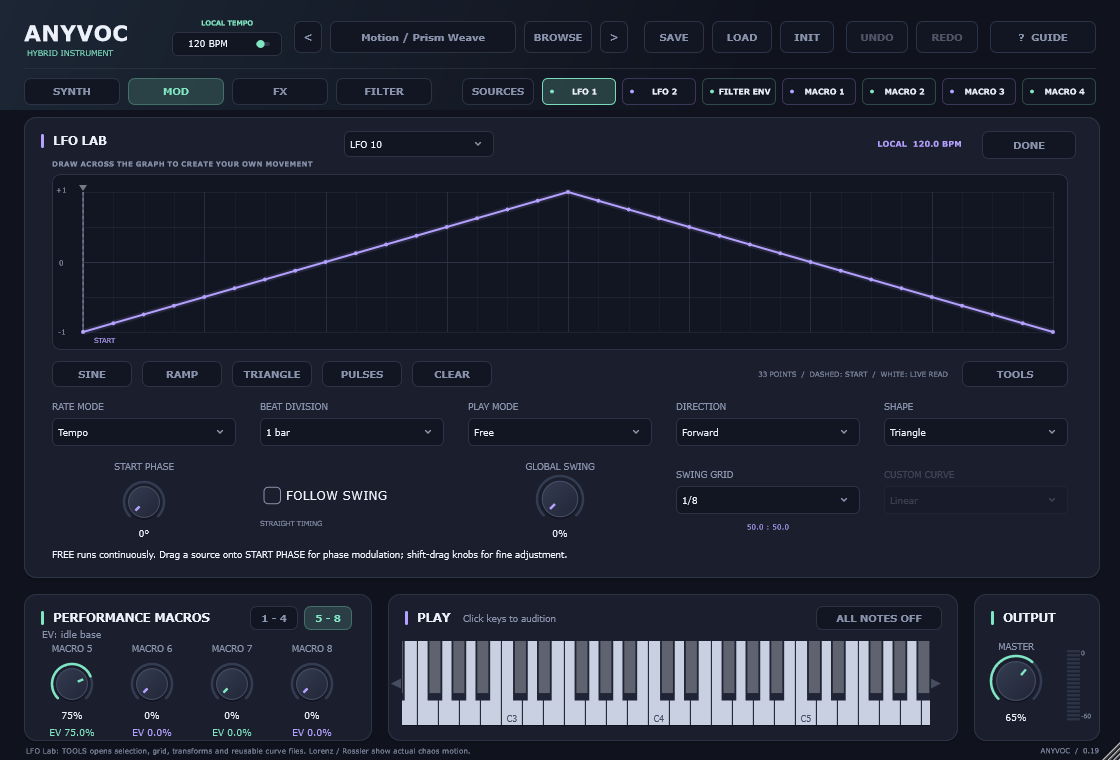 ANYVOC
HYBRID INSTRUMENT
LOCAL TEMPO
120 BPM
<
Motion / Prism Weave
BROWSE
>
SAVE
LOAD
INIT
UNDO
REDO
? GUIDE
SYNTH
MOD
FX
FILTER
SOURCES
LFO 1
LFO 2
FILTER ENV
MACRO 1
MACRO 2
MACRO 3
MACRO 4
LFO LAB
LFO 10
LOCAL 120.0 BPM
DONE
DRAW ACROSS THE GRAPH TO CREATE YOUR OWN MOVEMENT
+1
0
-1
START
SINE
RAMP
TRIANGLE
PULSES
CLEAR
33 POINTS / DASHED: START / WHITE: LIVE READ
TOOLS
RATE MODE
BEAT DIVISION
PLAY MODE
DIRECTION
SHAPE
Tempo
1 bar
Free
Forward
Triangle
START PHASE
0°
FOLLOW SWING
STRAIGHT TIMING
GLOBAL SWING
0%
SWING GRID
1/8
50.0 : 50.0
CUSTOM CURVE
Linear
FREE runs continuously. Drag a source onto START PHASE for phase modulation; shift-drag knobs for fine adjustment.
PERFORMANCE MACROS
1 - 4
5 - 8
EV: idle base
MACRO 5
MACRO 6
MACRO 7
MACRO 8
75%
0%
0%
0%
EV 75.0%
EV 0.0%
EV 0.0%
EV 0.0%
PLAY
Click keys to audition
ALL NOTES OFF
C3
C4
C5
OUTPUT
MASTER
65%
0
-60
LFO Lab: TOOLS opens selection, grid, transforms and reusable curve files. Lorenz / Rossler show actual chaos motion.
ANYVOC / 0.19